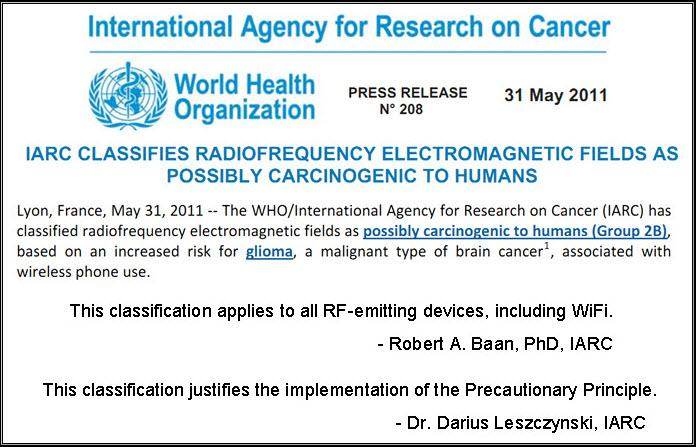 International Agency for Research on Cancer
World Health
Organization
PRESS RELEASE
N° 208
31 May 2011
IARC CLASSIFIES RADIOFREQUENCY ELECTROMAGNETIC FIELDS AS
POSSIBLY CARCINOGENIC TO HUMANS
Lyon, France, May 31, 2011 -- The WHO/International Agency for Research on Cancer (IARC) has
classified radiofrequency electromagnetic fields as possibly carcinogenic to humans (Group 2B),
based on an increased risk for glioma, a malignant type of brain cancer¹, associated with
wireless phone use.
This classification applies to all RF-emitting devices, including WiFi.
- Robert A. Baan, PhD, IARC
This classification justifies the implementation of the Precautionary Principle.
- Dr. Darius Leszczynski, IARC